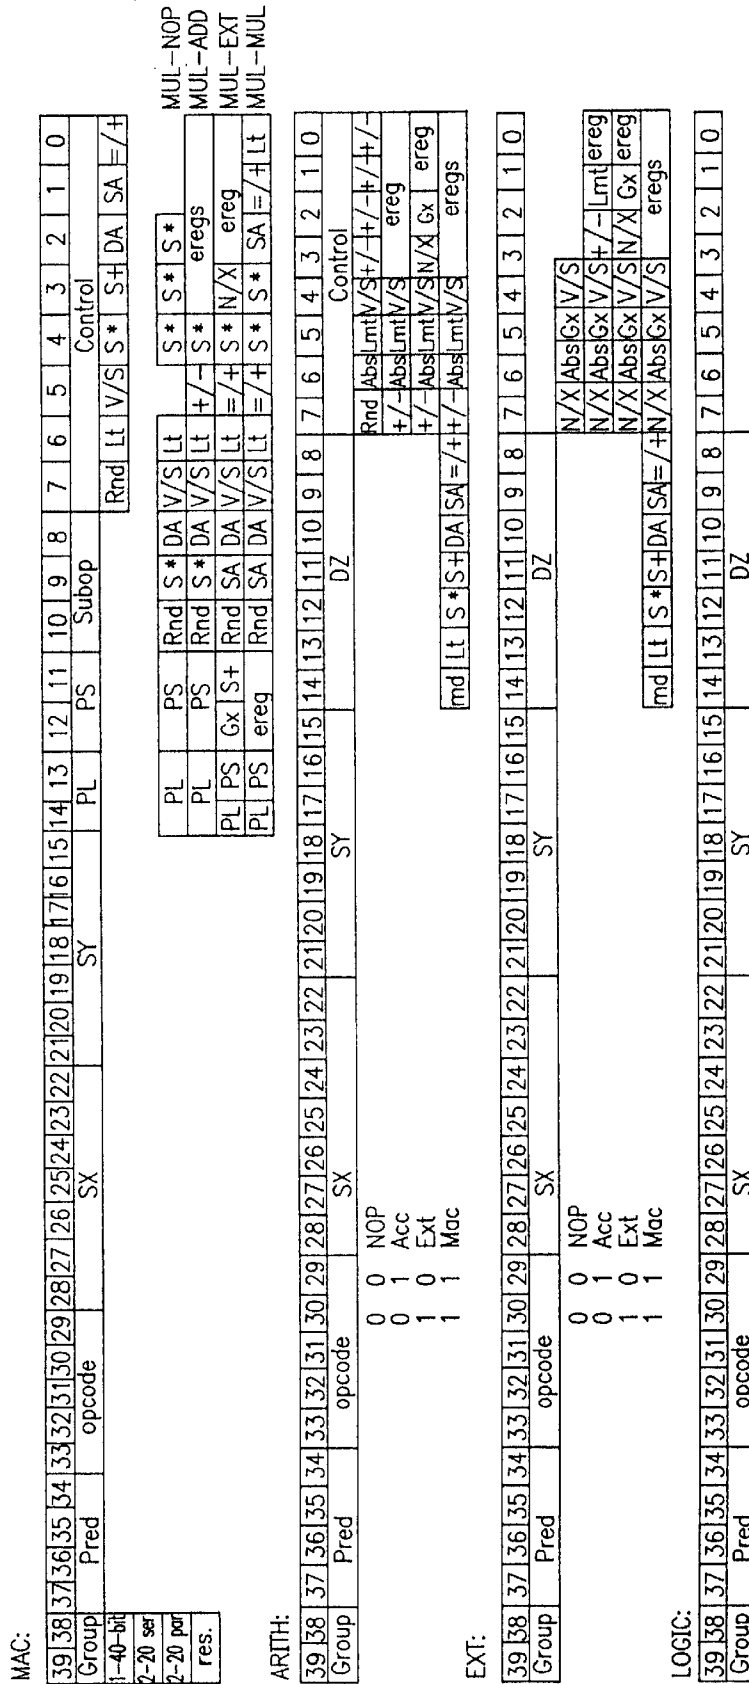 MAC:
39 38 37 36 35 34 33 32 31 30 29 28 27 26 25 24 23 22 21 20 19 18 17 16 15 14 13 12 11 10 9 8 7 6 5 4 3 2 1 0
Group Pred opcode SX SY PL PS Subop Control
1-40-bit Rnd Lt V/S S* S+ DA SA =/+
2-20 ser
2-20 par PL PS Rnd S* DA V/S Lt S* S* S* MUL-NOP
res. PL PS Rnd S* DA V/S Lt +/- S* eregs MUL-ADD
PL PS Gx S+ Rnd SA DA V/S Lt =/+ S* N/X ereg MUL-EXT
PL PS ereg Rnd SA DA V/S Lt =/+ S* S* SA =/+ Lt MUL-MUL
ARITH:
39 38 37 36 35 34 33 32 31 30 29 28 27 26 25 24 23 22 21 20 19 18 17 16 15 14 13 12 11 10 9 8 7 6 5 4 3 2 1 0
Group Pred opcode SX SY DZ Control
0 0 NOP Rnd Abs Lmt V/S +/- +/- +/- +/-
0 1 Acc +/- Abs Lmt V/S ereg
1 0 Ext +/- Abs Lmt V/S N/X Gx ereg
1 1 Mac md Lt S* S+ DA SA =/+ +/- Abs Lmt V/S eregs
EXT:
39 38 37 36 35 34 33 32 31 30 29 28 27 26 25 24 23 22 21 20 19 18 17 16 15 14 13 12 11 10 9 8 7 6 5 4 3 2 1 0
Group Pred opcode SX SY DZ
0 0 NOP N/X Abs Gx V/S
0 1 Acc N/X Abs Gx V/S +/- Lmt ereg
1 0 Ext N/X Abs Gx V/S N/X Gx ereg
1 1 Mac md Lt S* S+ DA SA =/+ N/X Abs Gx V/S eregs
LOGIC:
39 38 37 36 35 34 33 32 31 30 29 28 27 26 25 24 23 22 21 20 19 18 17 16 15 14 13 12 11 10 9 8 7 6 5 4 3 2 1 0
Group Pred opcode SX SY DZ